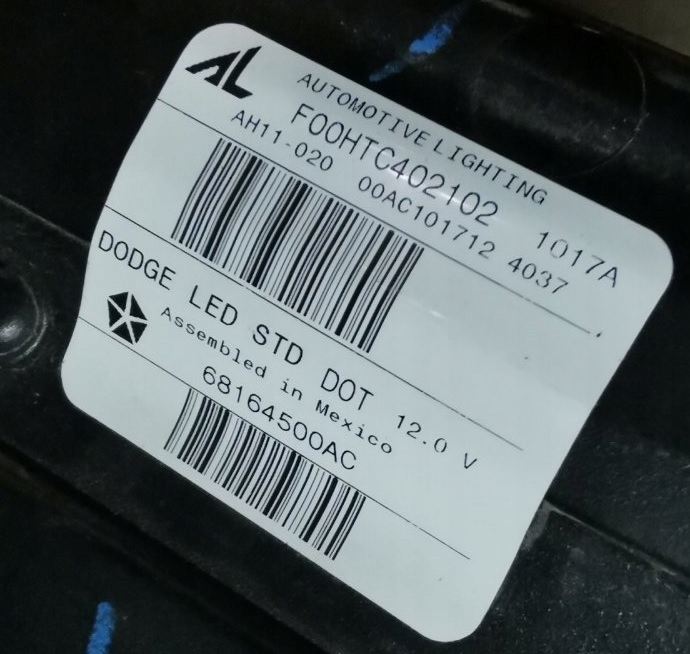 AL
AUTOMOTIVE LIGHTING
F00HTC402102 1017A
AH11-020 00AC101712 4037
DODGE LED STD DOT 12.0 V
Assembled in Mexico
68164500AC